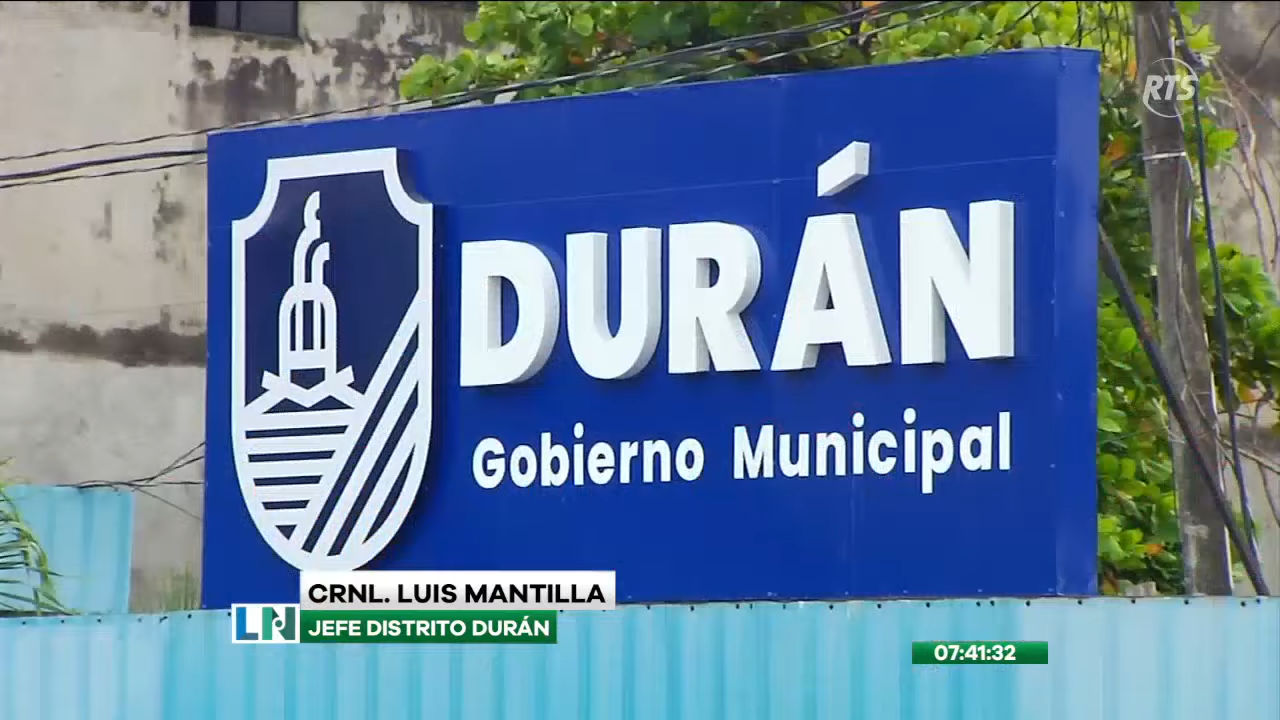 RTS
DURÁN
Gobierno Municipal
CRNL. LUIS MANTILLA
LN
JEFE DISTRITO DURÁN
07:41:32